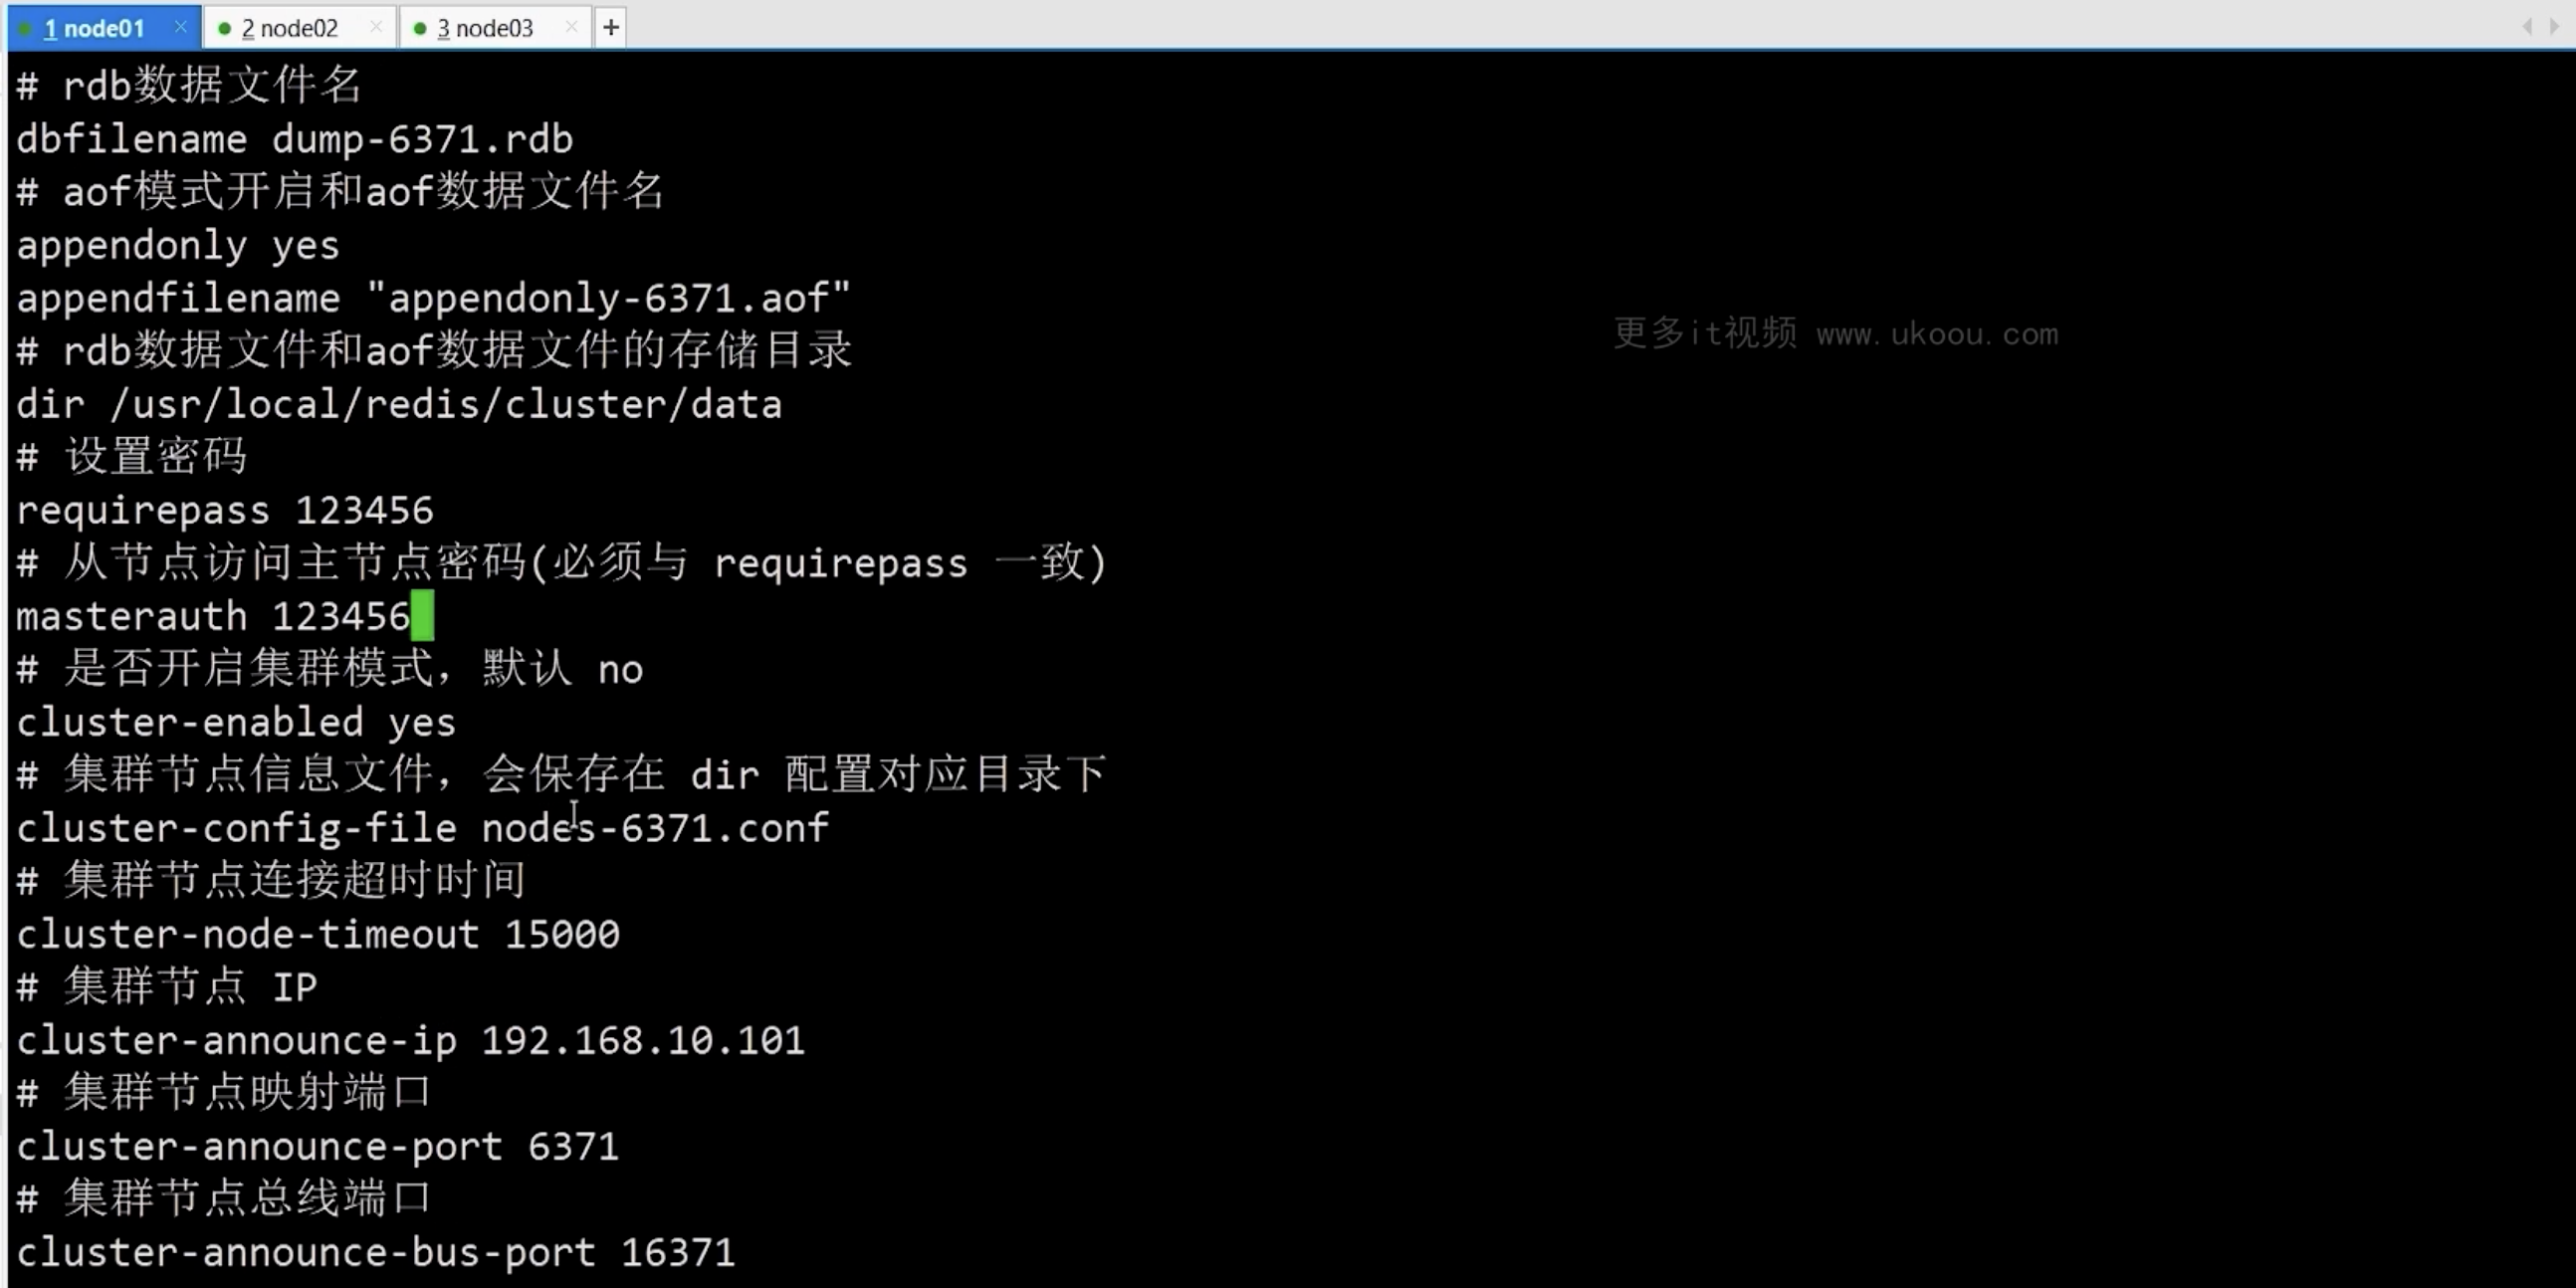 1 node01 × 2 node02 × 3 node03 × +
# rdb数据文件名
dbfilename dump-6371.rdb
# aof模式开启和aof数据文件名
appendonly yes
appendfilename "appendonly-6371.aof"
更多it视频 www.ukoou.com
# rdb数据文件和aof数据文件的存储目录
dir /usr/local/redis/cluster/data
# 设置密码
requirepass 123456
# 从节点访问主节点密码(必须与 requirepass 一致)
masterauth 123456
# 是否开启集群模式，默认 no
cluster-enabled yes
# 集群节点信息文件，会保存在 dir 配置对应目录下
cluster-config-file nodes-6371.conf
# 集群节点连接超时时间
cluster-node-timeout 15000
# 集群节点 IP
cluster-announce-ip 192.168.10.101
# 集群节点映射端口
cluster-announce-port 6371
# 集群节点总线端口
cluster-announce-bus-port 16371